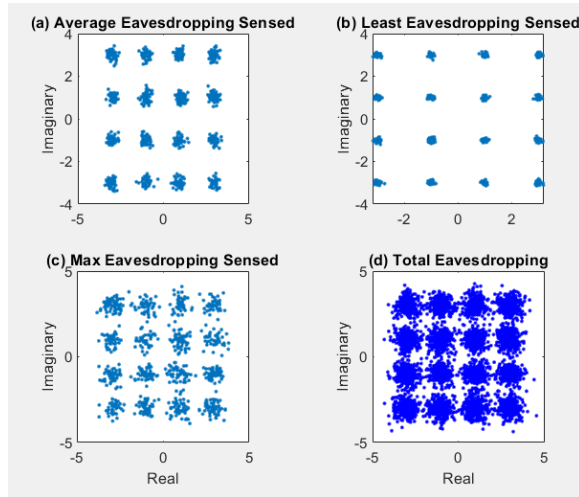 (a) Average Eavesdropping Sensed
4
2
0
-2
-4
-5
0
5
Imaginary
(b) Least Eavesdropping Sensed
4
2
0
-2
-4
-2
0
2
Imaginary
(c) Max Eavesdropping Sensed
5
0
-5
-5
0
5
Imaginary
Real
(d) Total Eavesdropping
5
0
-5
-5
0
5
Imaginary
Real